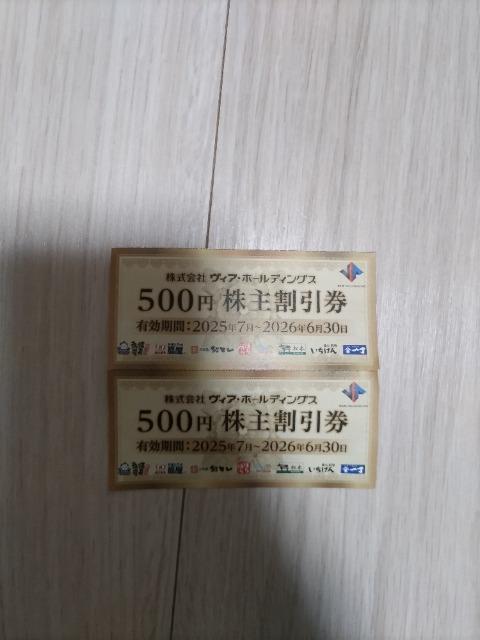 株式会社 ヴィア・ホールディングス
500円 株主割引券
有効期間：2025年7月～2026年6月30日
いちげん
株式会社 ヴィア・ホールディングス
500円 株主割引券
有効期間：2025年7月～2026年6月30日
いちげん